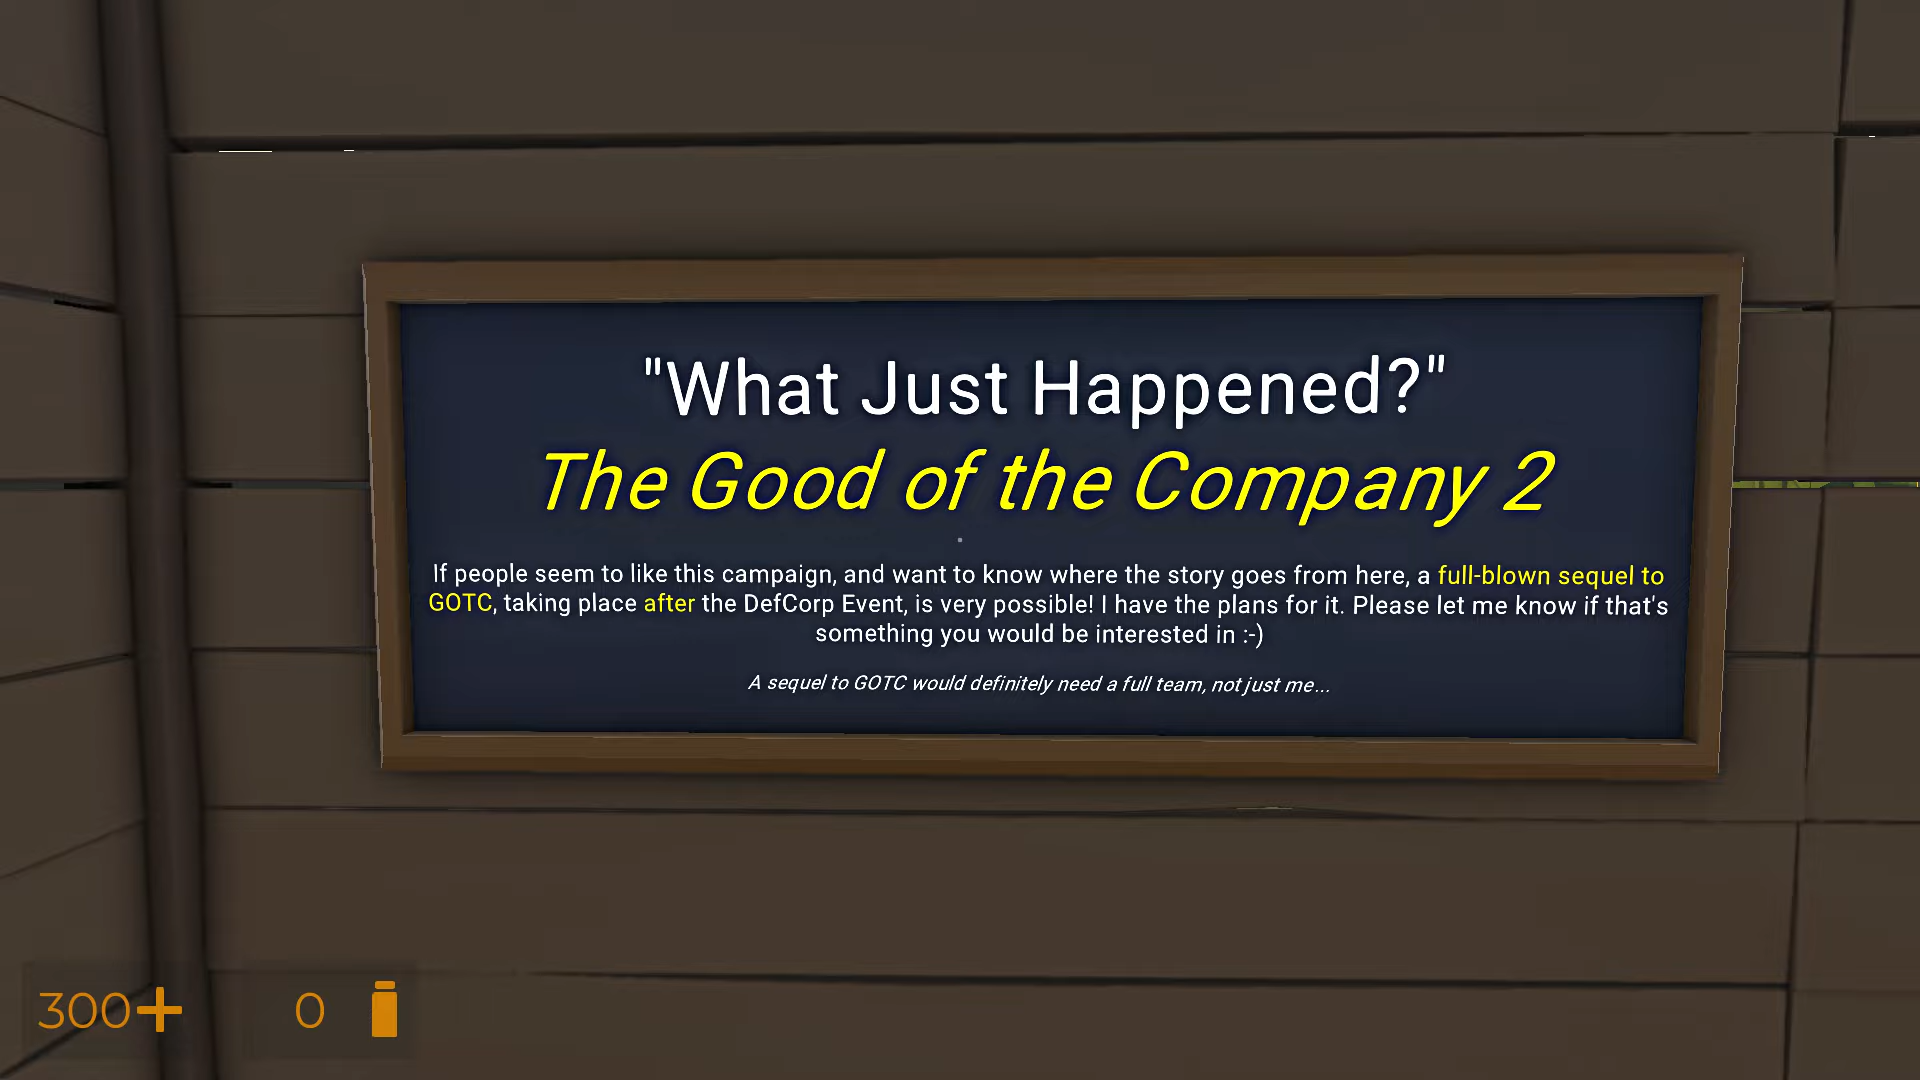 "What Just Happened?"
The Good of the Company 2
If people seem to like this campaign, and want to know where the story goes from here, a full-blown sequel to
GOTC, taking place after the DefCorp Event, is very possible! I have the plans for it. Please let me know if that's
something you would be interested in :-)
A sequel to GOTC would definitely need a full team, not just me...
300+ 0